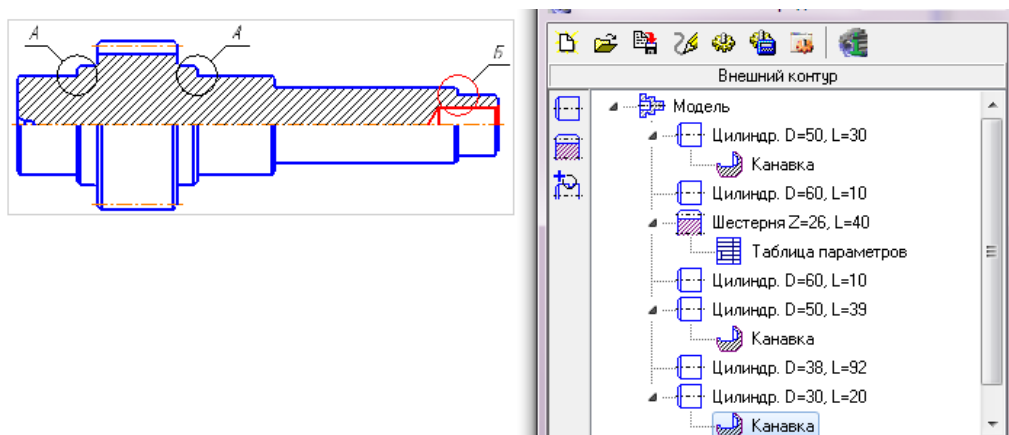 А
А
Б
Внешний контур
Модель
Цилиндр. D=50, L=30
Канавка
Цилиндр. D=60, L=10
Шестерня Z=26, L=40
Таблица параметров
Цилиндр. D=60, L=10
Цилиндр. D=50, L=39
Канавка
Цилиндр. D=38, L=92
Цилиндр. D=30, L=20
Канавка